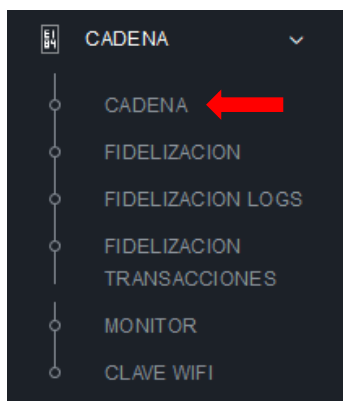 CADENA
CADENA
FIDELIZACION
FIDELIZACION LOGS
FIDELIZACION
TRANSACCIONES
MONITOR
CLAVE WIFI